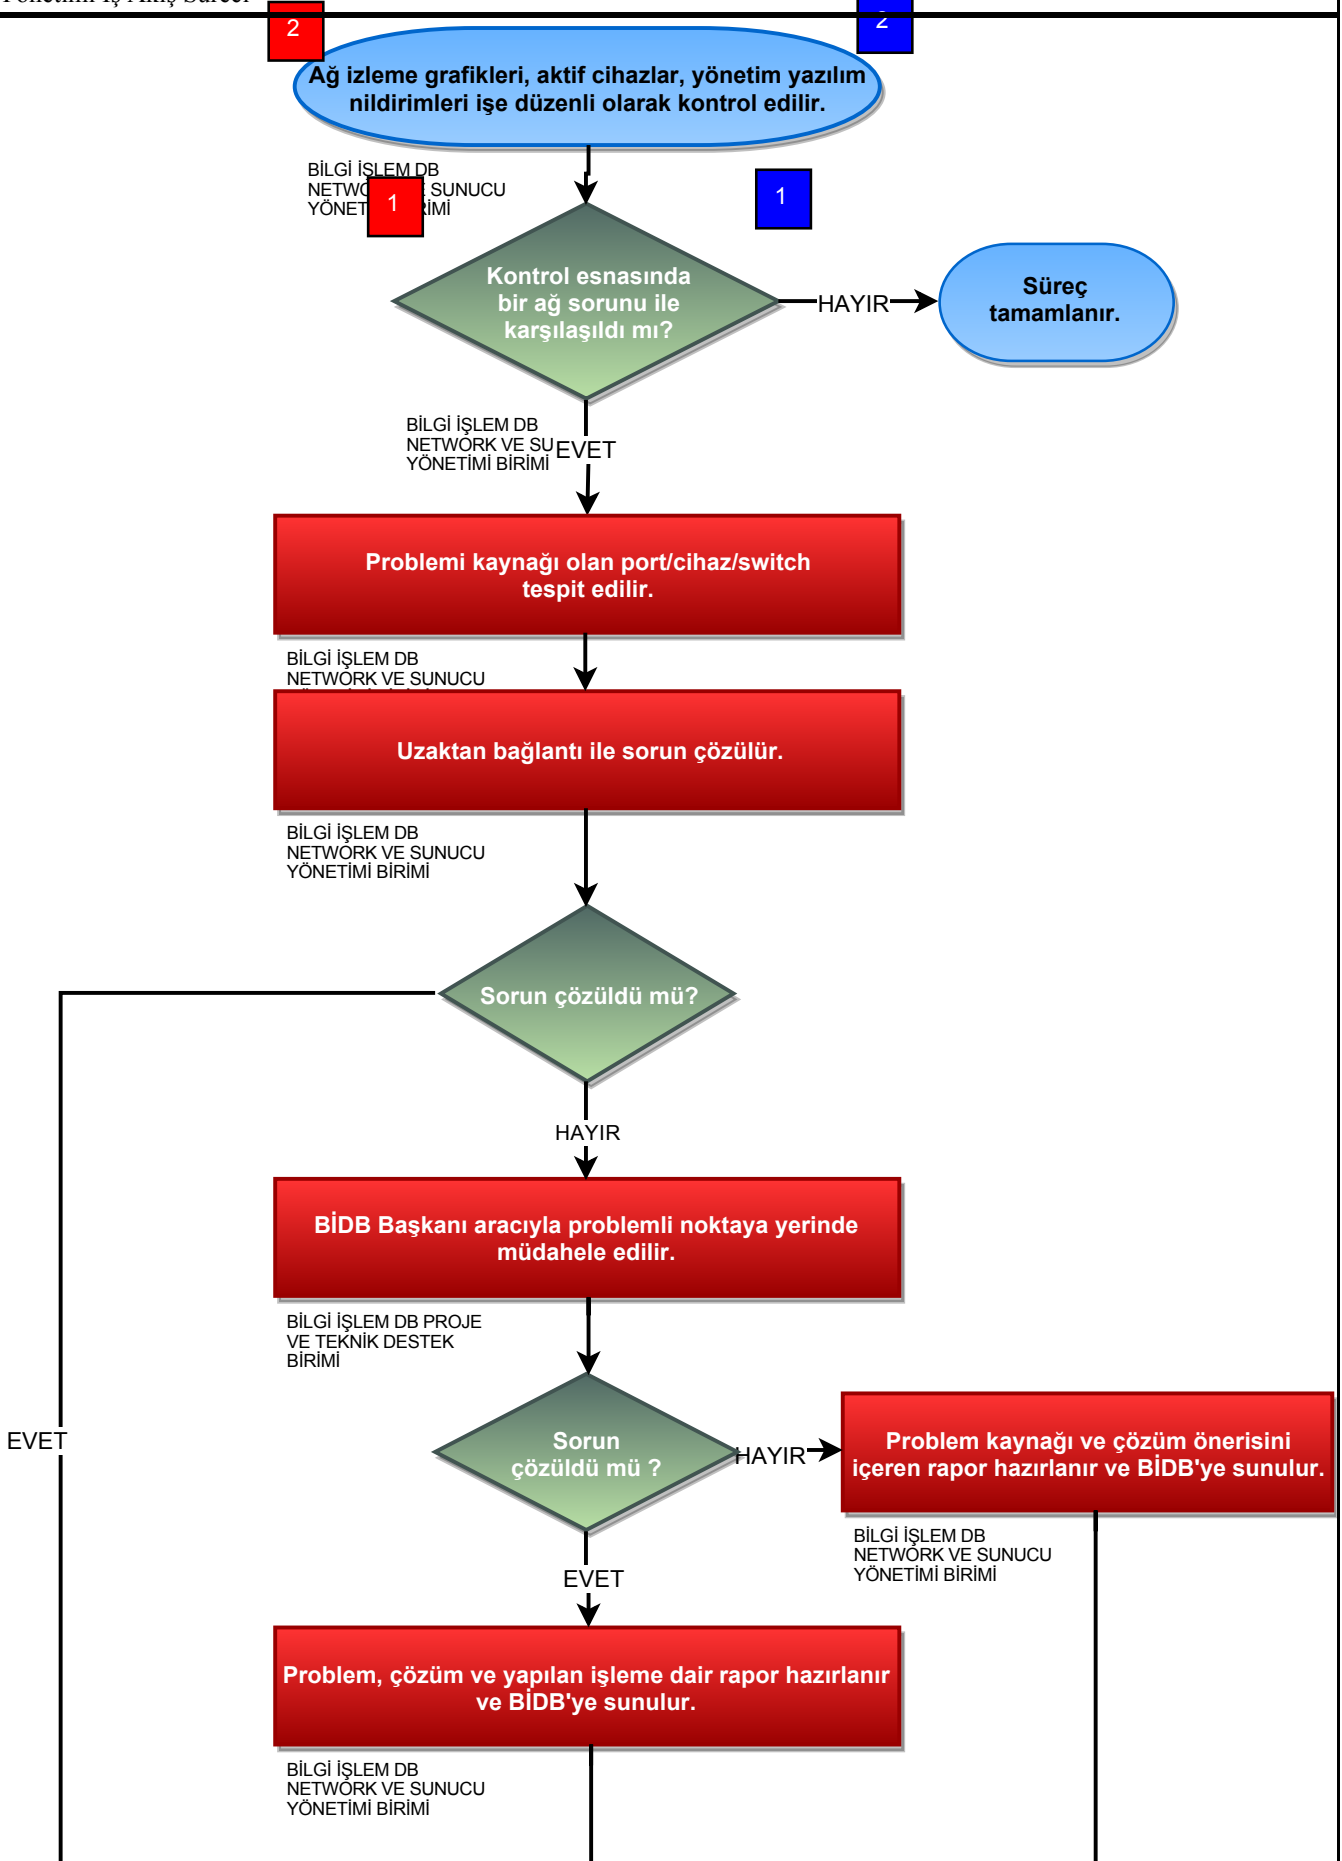 Yönetimi İş Akış Süreci
2
2
Ağ izleme grafikleri, aktif cihazlar, yönetim yazılım
nildirimleri işe düzenli olarak kontrol edilir.
BİLGİ İŞLEM DB
SUNUCU
1
1
Kontrol esnasında
bir ağ sorunu ile
karşılaşıldı mı?
HAYIR
Süreç
tamamlanır.
BİLGİ İŞLEM DB
NETWORK VE SU
YÖNETİMİ BİRİMİ
EVET
Problemi kaynağı olan port/cihaz/switch
tespit edilir.
BİLGİ İŞLEM DB
NETWORK VE SUNUCU
Uzaktan bağlantı ile sorun çözülür.
BİLGİ İŞLEM DB
NETWORK VE SUNUCU
YÖNETİMİ BİRİMİ
Sorun çözüldü mü?
HAYIR
BİDB Başkanı aracıyla problemli noktaya yerinde
müdahele edilir.
BİLGİ İŞLEM DB PROJE
VE TEKNİK DESTEK
BİRİMİ
EVET
Sorun
çözüldü mü ?
HAYIR
Problem kaynağı ve çözüm önerisini
içeren rapor hazırlanır ve BİDB'ye sunulur.
BİLGİ İŞLEM DB
NETWORK VE SUNUCU
YÖNETİMİ BİRİMİ
EVET
Problem, çözüm ve yapılan işleme dair rapor hazırlanır
ve BİDB'ye sunulur.
BİLGİ İŞLEM DB
NETWORK VE SUNUCU
YÖNETİMİ BİRİMİ